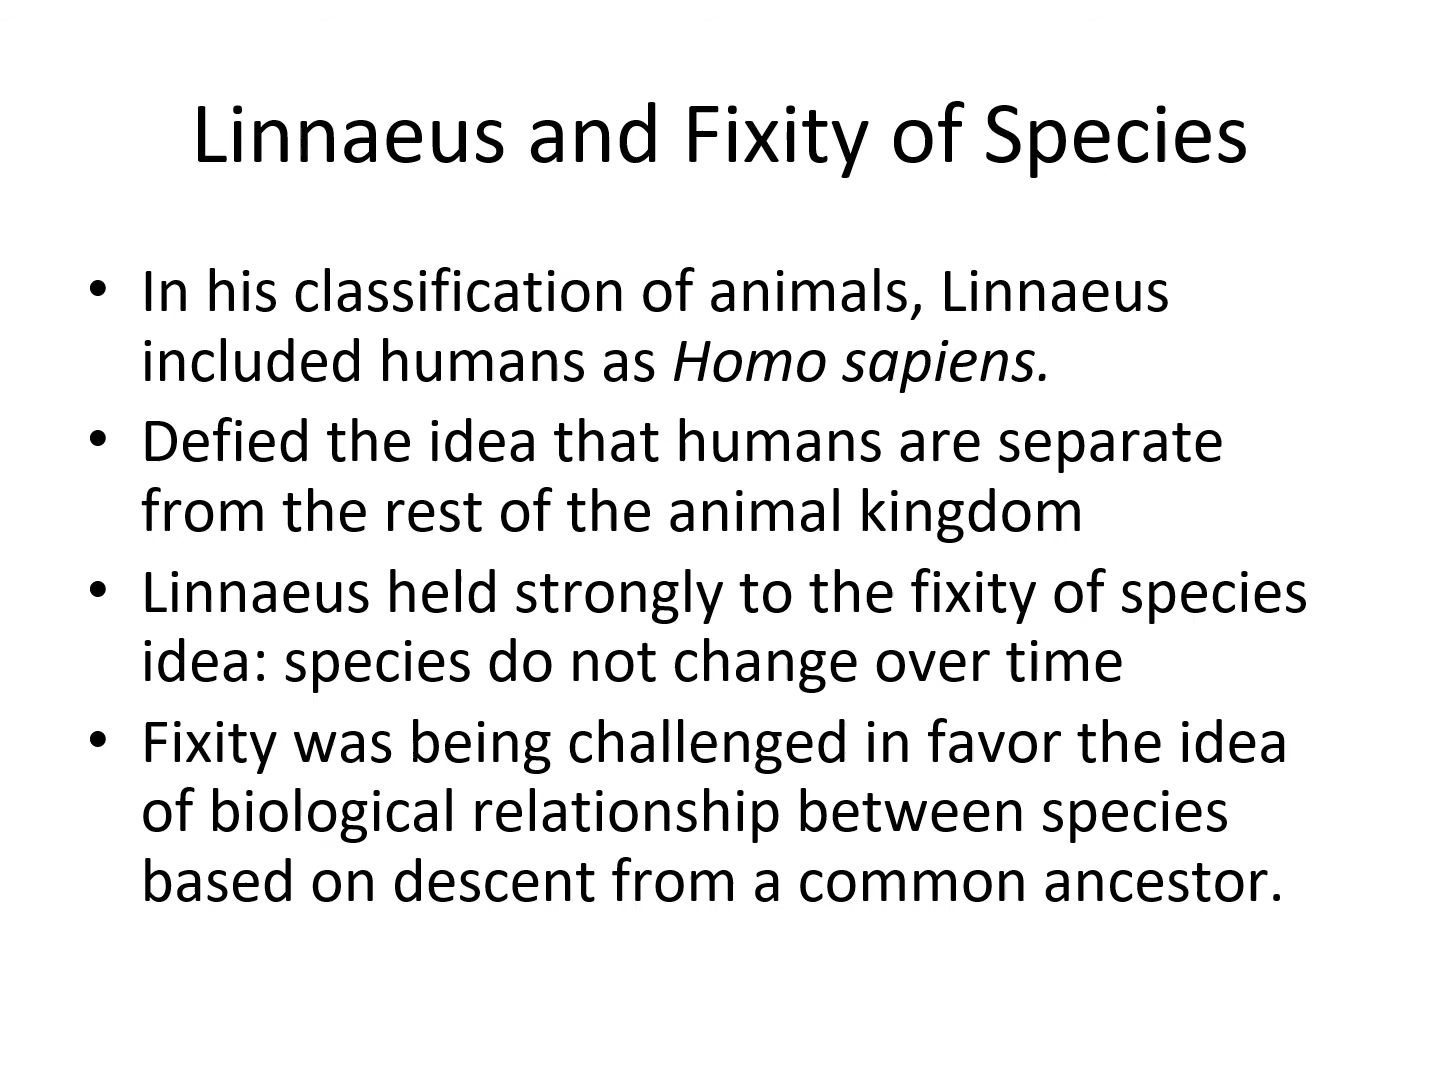 Linnaeus and Fixity of Species
• In his classification of animals, Linnaeus
included humans as Homo sapiens.
• Defied the idea that humans are separate
from the rest of the animal kingdom
• Linnaeus held strongly to the fixity of species
idea: species do not change over time
• Fixity was being challenged in favor the idea
of biological relationship between species
based on descent from a common ancestor.